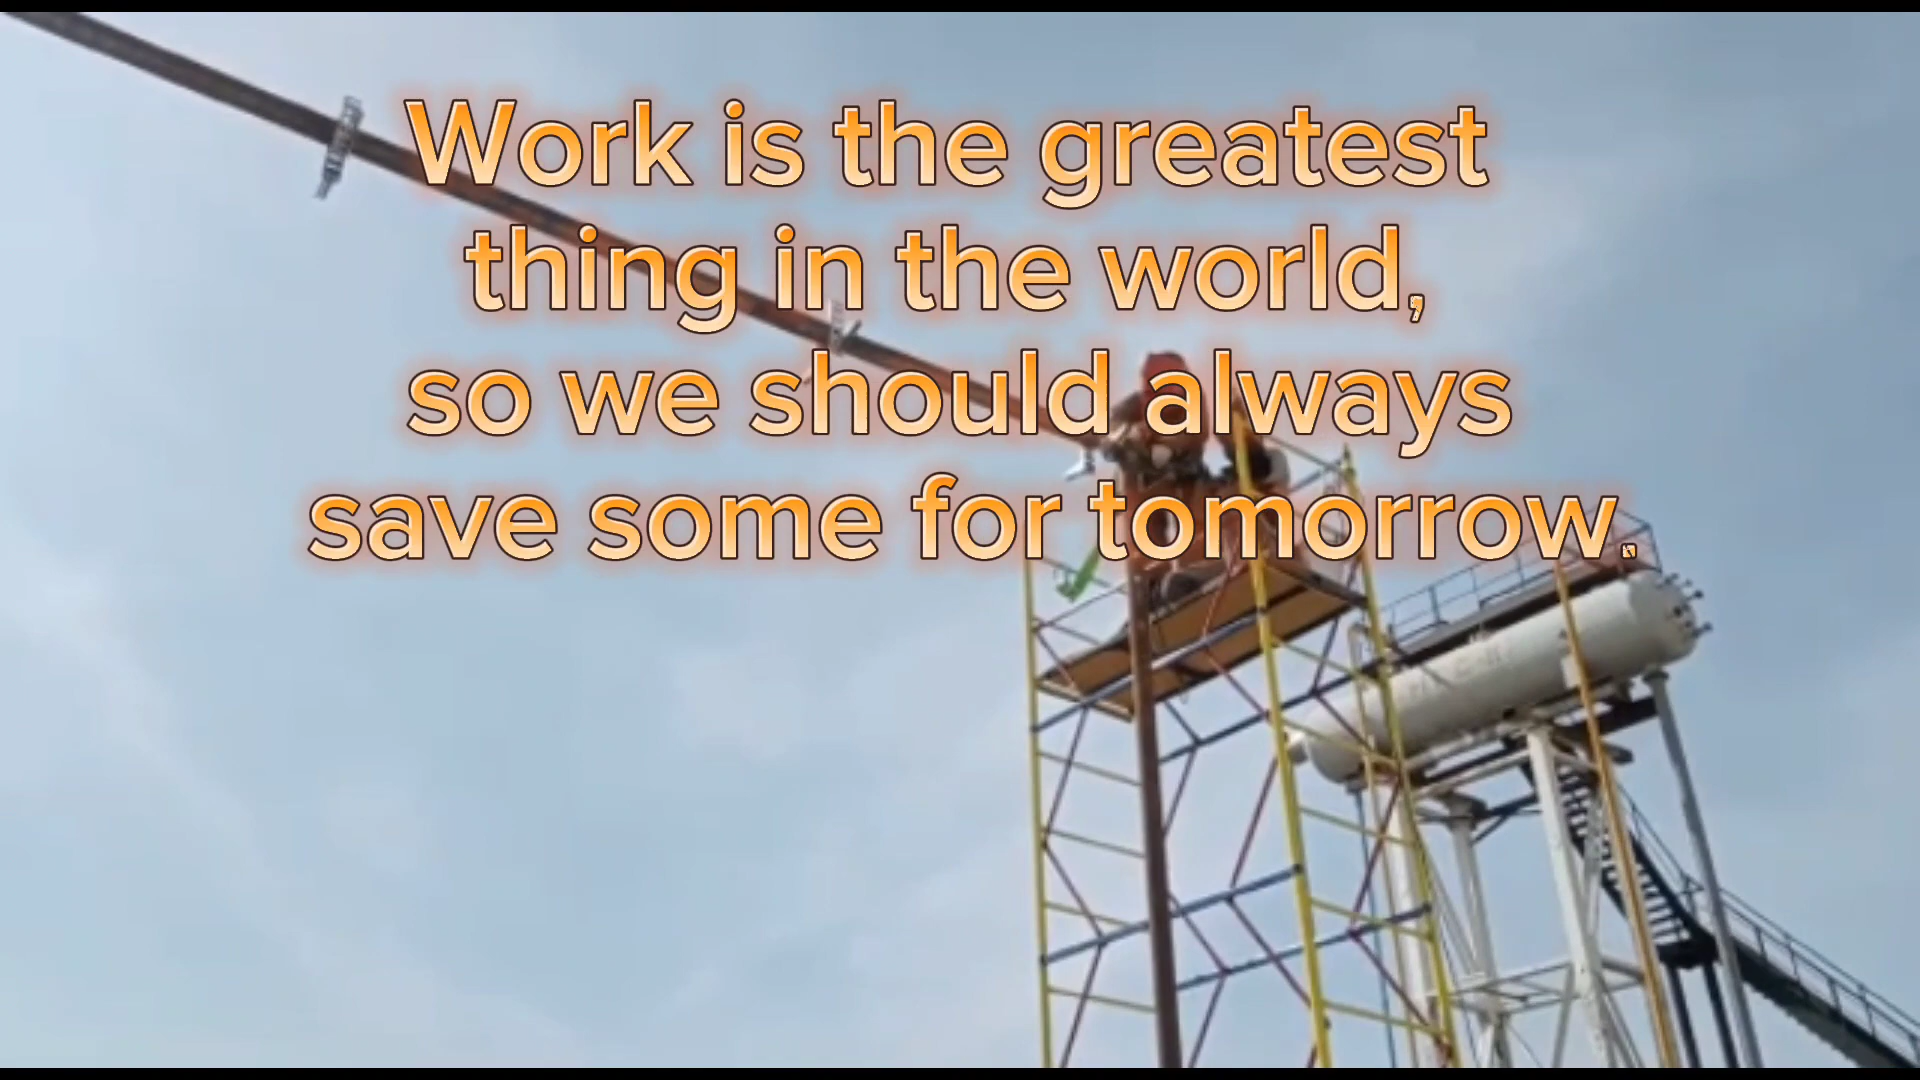 Work is the greatest
thing in the world,
so we should always
save some for tomorrow.